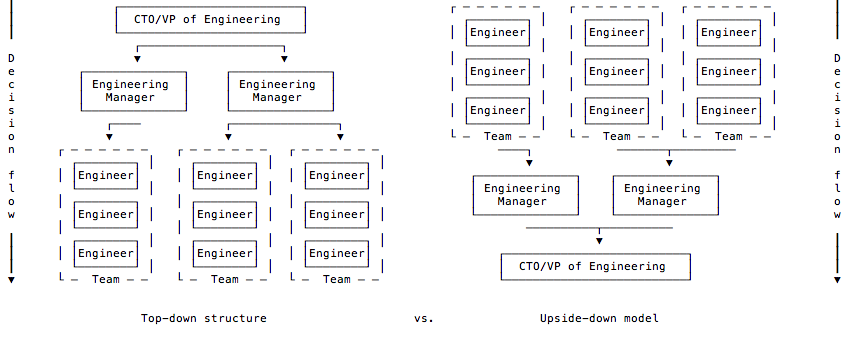 Decision flow
CTO/VP of Engineering
Engineering
Manager
Engineering
Manager
Engineer
Engineer
Engineer
Engineer
Engineer
Engineer
Engineer
Engineer
Engineer
Team
Team
Team
Top-down structure
vs.
Engineer
Engineer
Engineer
Engineer
Engineer
Engineer
Engineer
Engineer
Engineer
Team
Team
Team
Engineering
Manager
Engineering
Manager
CTO/VP of Engineering
Upside-down model
Decision flow